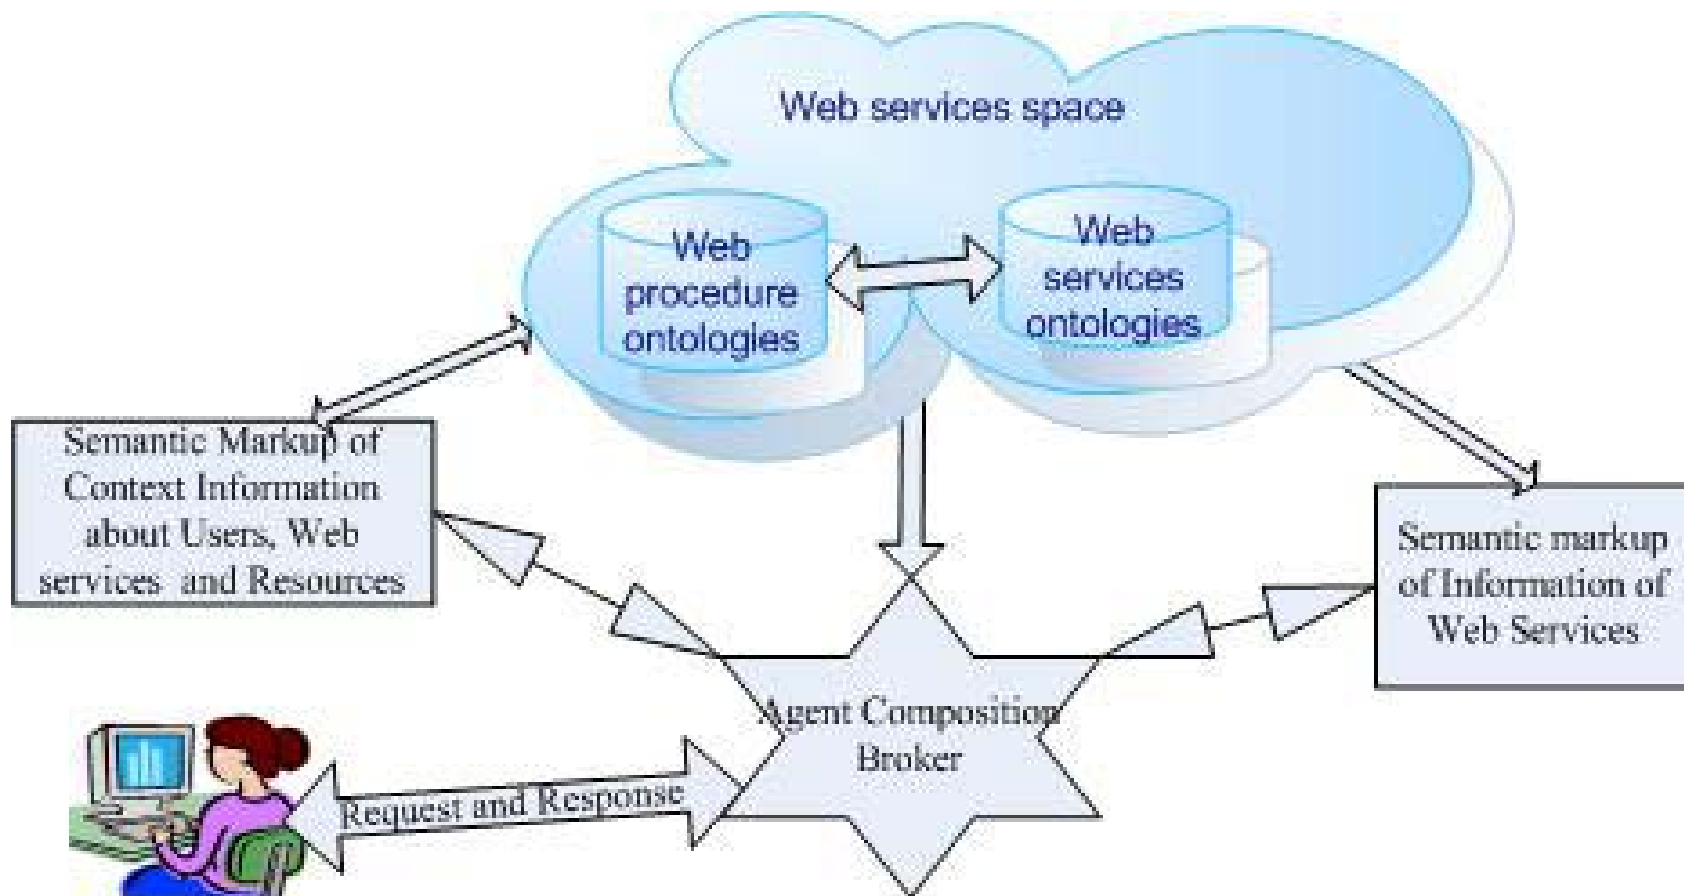 Web services space
Web
procedure
ontologies
Web
services
ontologies
Semantic Markup of
Context Information
about Users, Web
services and Resources
Semantic markup
of Information of
Web Services
Agent Composition
Broker
Request and Response